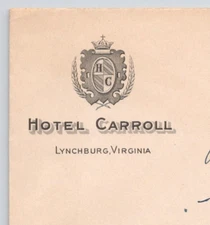 H C
HOTEL CARROLL
LYNCHBURG, VIRGINIA